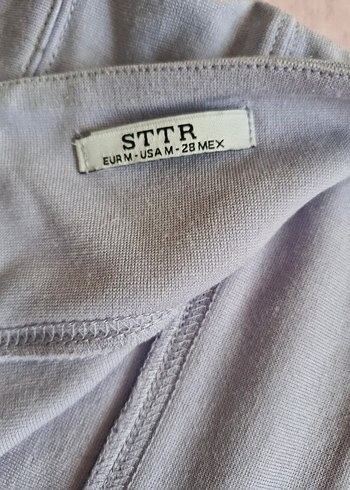 STTR
EUR M - USA M - 28 MEX